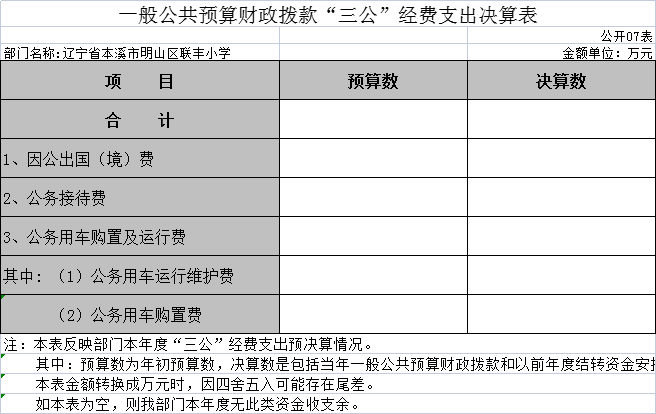 一般公共预算财政拨款“三公”经费支出决算表
公开07表
部门名称:辽宁省本溪市明山区联丰小学 金额单位：万元
项 目 预算数 决算数
合 计
1、因公出国（境）费
2、公务接待费
3、公务用车购置及运行费
其中:（1）公务用车运行维护费
（2）公务用车购置费
注：本表反映部门本年度“三公”经费支出预决算情况。
其中：预算数为年初预算数，决算数是包括当年一般公共预算财政拨款和以前年度结转资金安
本表金额转换成万元时，因四舍五入可能存在尾差。
如本表为空，则我部门本年度无此类资金收支余。